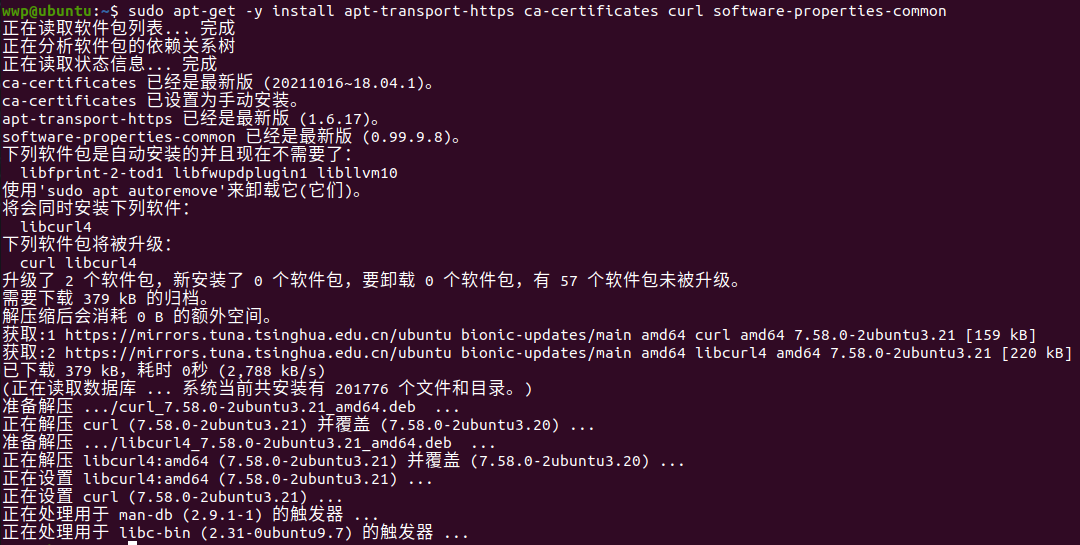 wwp@ubuntu:~$ sudo apt-get -y install apt-transport-https ca-certificates curl software-properties-common
正在读取软件包列表... 完成
正在分析软件包的依赖关系树
正在读取状态信息... 完成
ca-certificates 已经是最新版 (20211016~18.04.1)。
ca-certificates 已设置为手动安装。
apt-transport-https 已经是最新版 (1.6.17)。
software-properties-common 已经是最新版 (0.99.9.8)。
下列软件包是自动安装的并且现在不需要了：
  libfprint-2-tod1 libfwupdplugin1 libllvm10
使用'sudo apt autoremove'来卸载它(它们)。
将会同时安装下列软件：
  libcurl4
下列软件包将被升级：
  curl libcurl4
升级了 2 个软件包，新安装了 0 个软件包，要卸载 0 个软件包，有 57 个软件包未被升级。
需要下载 379 kB 的归档。
解压缩后会消耗 0 B 的额外空间。
获取:1 https://mirrors.tuna.tsinghua.edu.cn/ubuntu bionic-updates/main amd64 curl amd64 7.58.0-2ubuntu3.21 [159 kB]
获取:2 https://mirrors.tuna.tsinghua.edu.cn/ubuntu bionic-updates/main amd64 libcurl4 amd64 7.58.0-2ubuntu3.21 [220 kB]
已下载 379 kB，耗时 0秒 (2,788 kB/s)
(正在读取数据库 ... 系统当前共安装有 201776 个文件和目录。)
准备解压 .../curl_7.58.0-2ubuntu3.21_amd64.deb  ...
正在解压 curl (7.58.0-2ubuntu3.21) 并覆盖 (7.58.0-2ubuntu3.20) ...
准备解压 .../libcurl4_7.58.0-2ubuntu3.21_amd64.deb  ...
正在解压 libcurl4:amd64 (7.58.0-2ubuntu3.21) 并覆盖 (7.58.0-2ubuntu3.20) ...
正在设置 libcurl4:amd64 (7.58.0-2ubuntu3.21) ...
正在设置 curl (7.58.0-2ubuntu3.21) ...
正在处理用于 man-db (2.9.1-1) 的触发器 ...
正在处理用于 libc-bin (2.31-0ubuntu9.7) 的触发器 ...